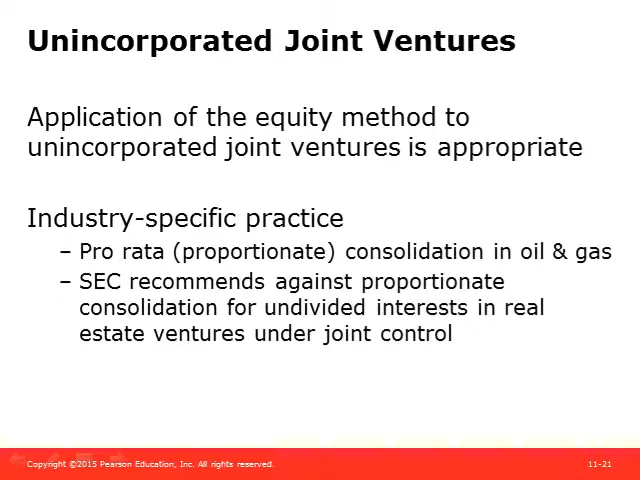 Unincorporated Joint Ventures
Application of the equity method to
unincorporated joint ventures is appropriate
Industry-specific practice
– Pro rata (proportionate) consolidation in oil & gas
– SEC recommends against proportionate
consolidation for undivided interests in real
estate ventures under joint control
Copyright ©2015 Pearson Education, Inc. All rights reserved.
11-21